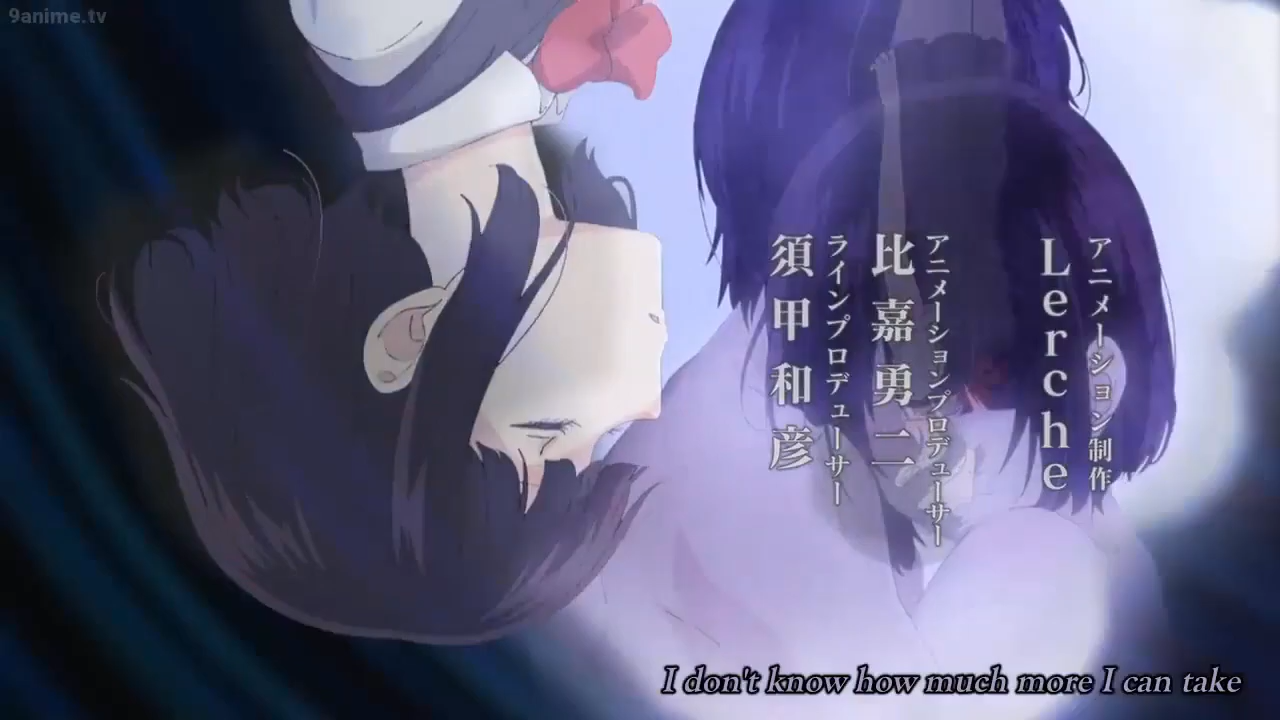 9anime.tv
アニメーション制作
Lerche
アニメーションプロデューサー
比嘉勇二
ラインプロデューサー
須甲和彦
I don't know how much more I can take